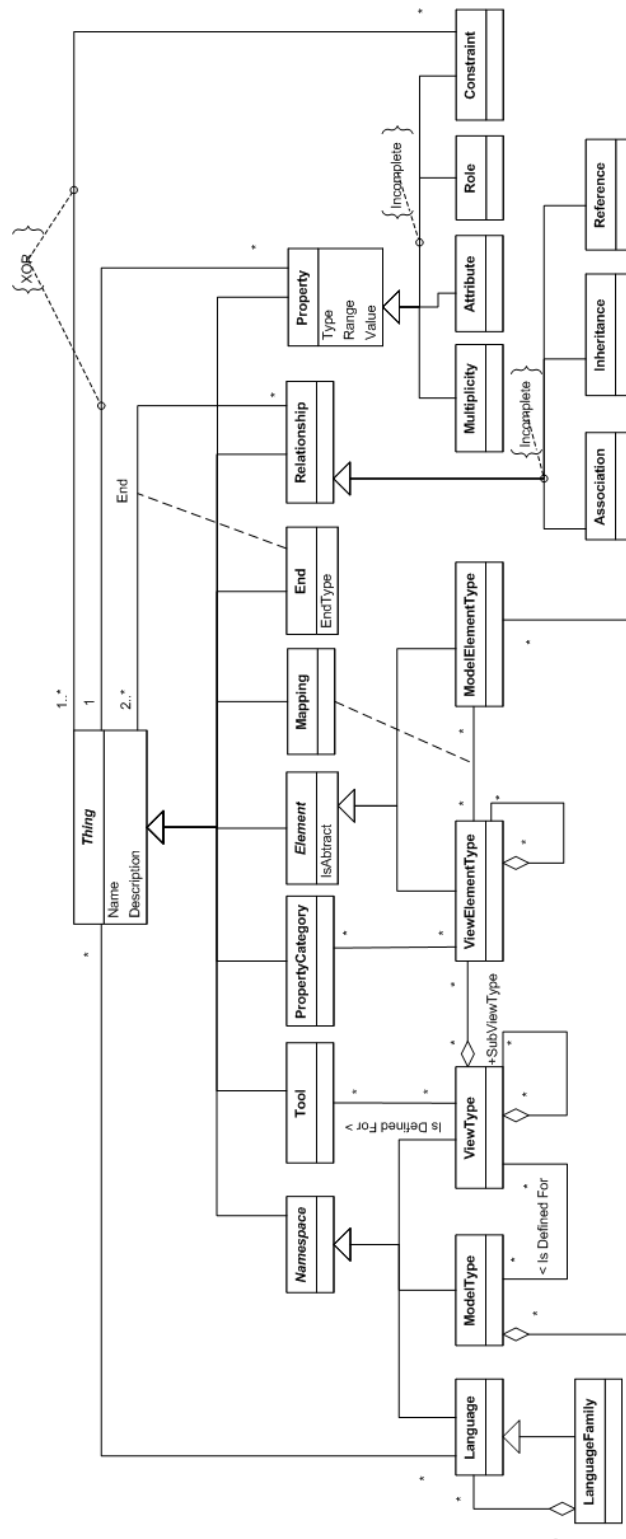 { XOR }
1..*
1
2..*
*
*
*
*
End
Thing
Name
Description
Namespace
Tool
PropertyCategory
Element
IsAbtract
Mapping
End
EndType
Relationship
Property
Type
Range
Value
{Incomplete}
{Incomplete}
Language
*
*
ModelType
*
*
< Is Defined For
*
ViewType
*
*
+SubViewType
*
*
Is Defined For >
*
*
ViewElementType
*
*
*
*
*
*
ModelElementType
*
*
Multiplicity
Attribute
Role
Constraint
LanguageFamily
Association
Inheritance
Reference